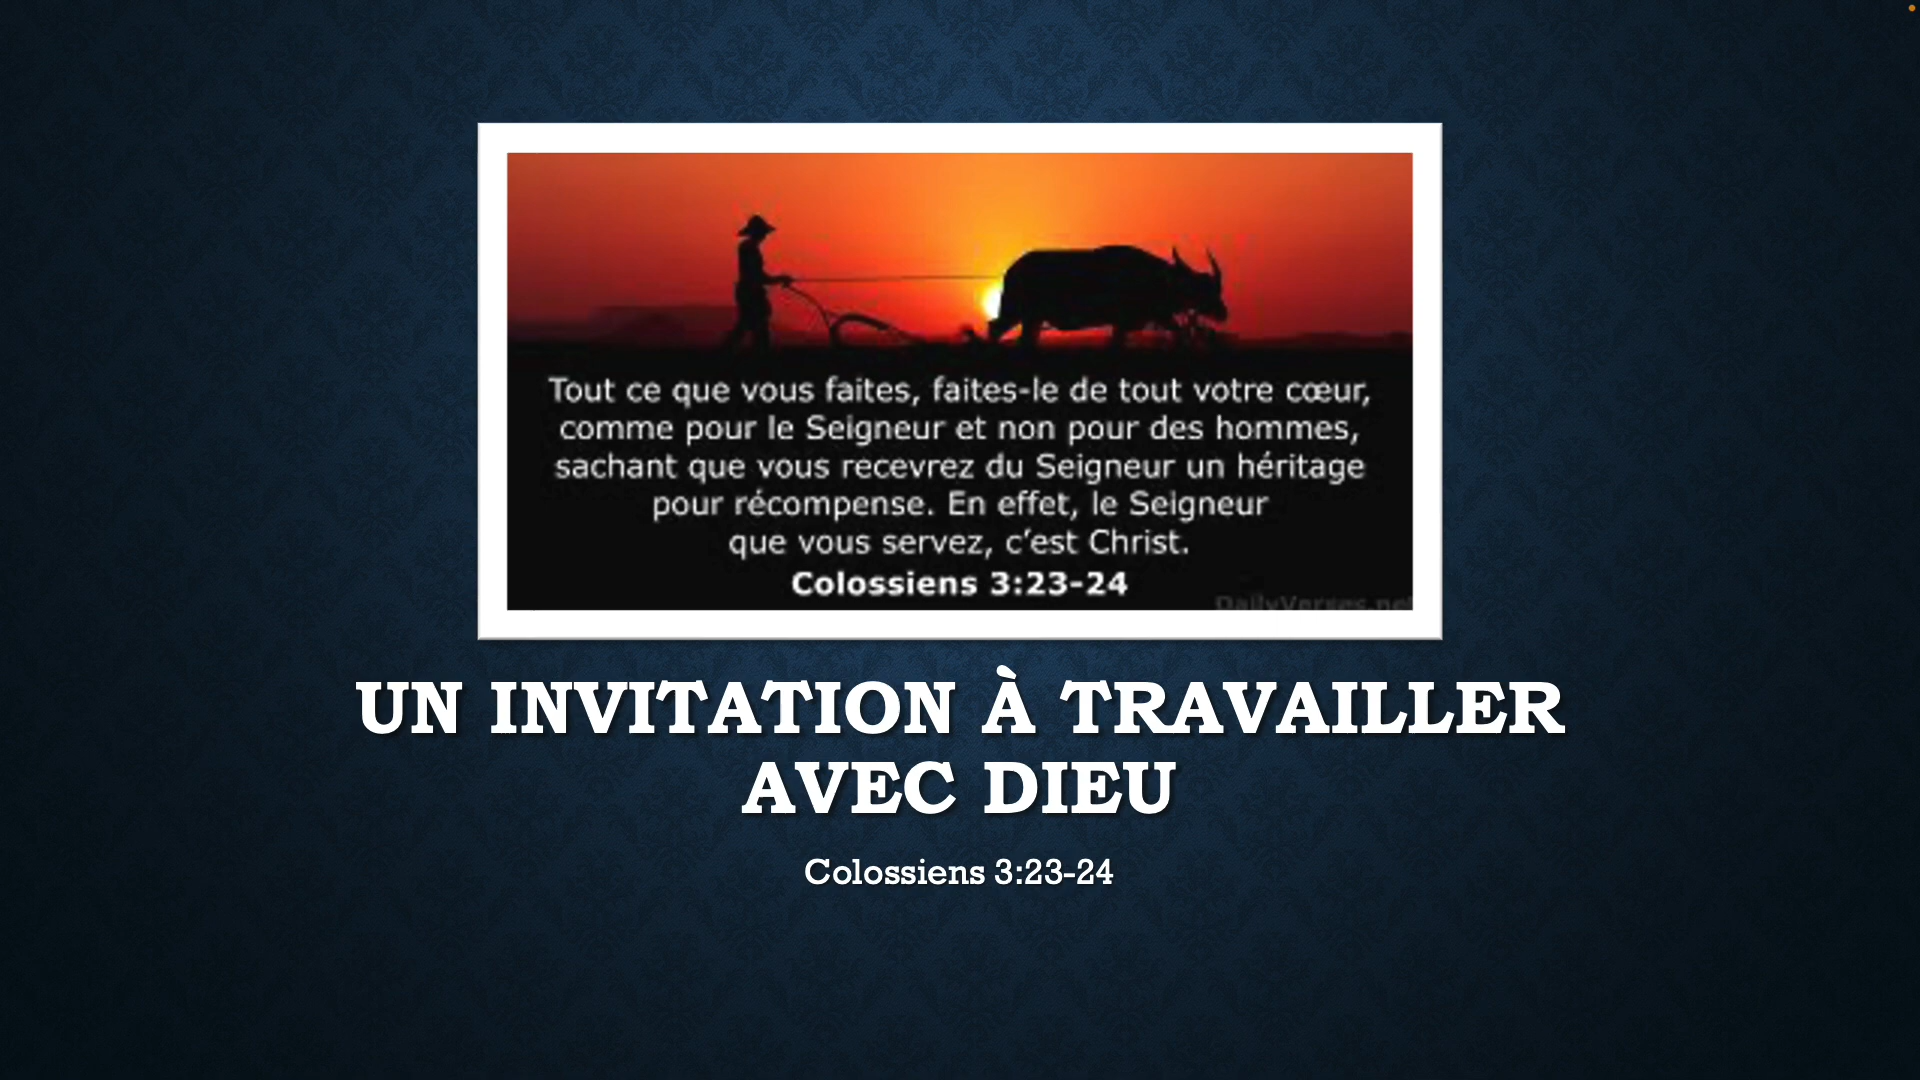 Tout ce que vous faites, faites-le de tout votre cœur,
comme pour le Seigneur et non pour des hommes,
sachant que vous recevrez du Seigneur un héritage
pour récompense. En effet, le Seigneur
que vous servez, c’est Christ.
Colossiens 3:23-24
DailyVerses.net
UN INVITATION À TRAVAILLER
AVEC DIEU
Colossiens 3:23-24